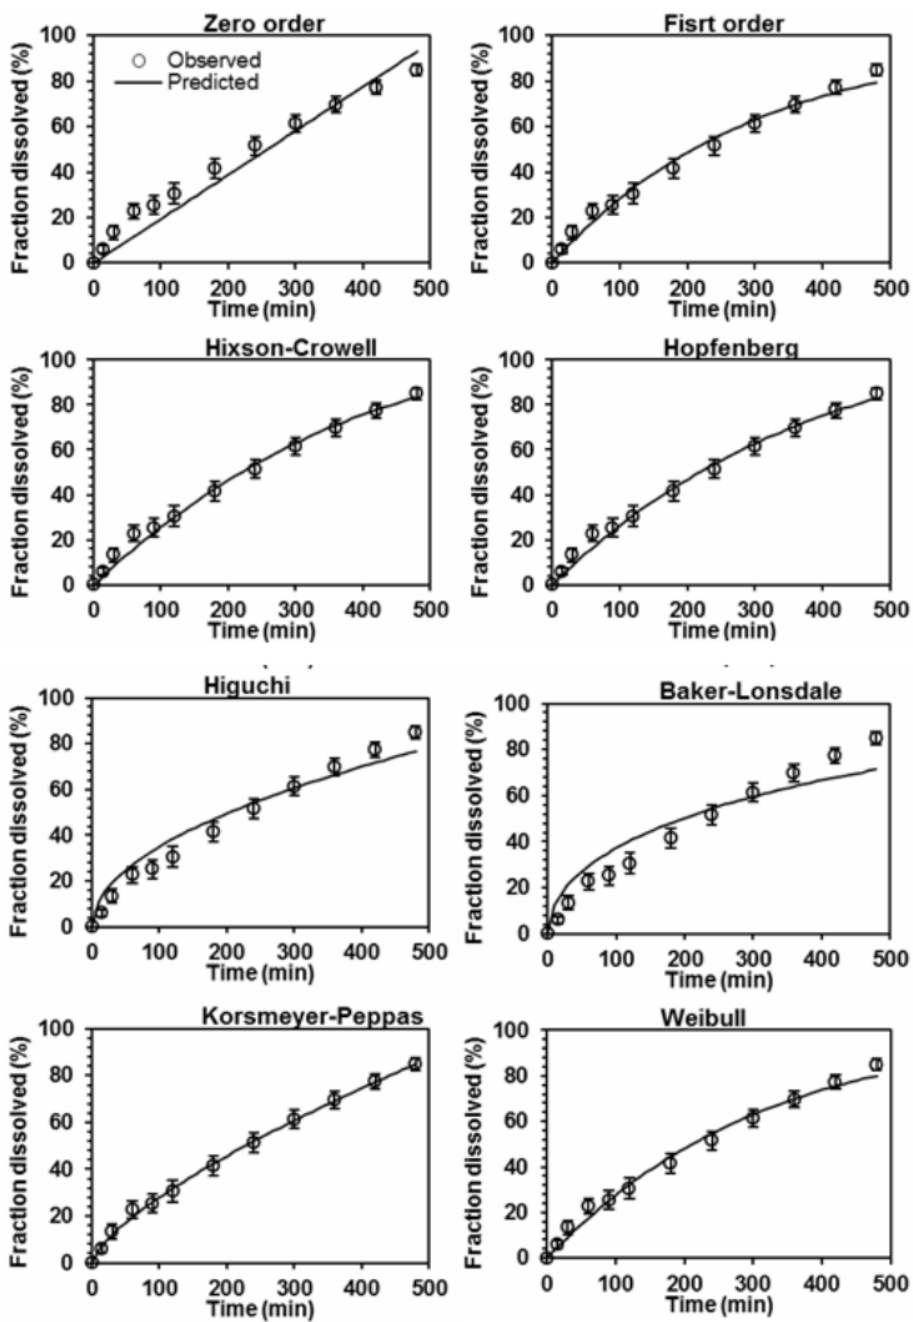 Zero order
Fraction dissolved (%)
100
80
60
40
20
0
Observed
Predicted
0 100 200 300 400 500
Time (min)
Fisrt order
Fraction dissolved (%)
100
80
60
40
20
0
0 100 200 300 400 500
Time (min)
Hixson-Crowell
Fraction dissolved (%)
100
80
60
40
20
0
0 100 200 300 400 500
Time (min)
Hopfenberg
Fraction dissolved (%)
100
80
60
40
20
0
0 100 200 300 400 500
Time (min)
Higuchi
Fraction dissolved (%)
100
80
60
40
20
0
0 100 200 300 400 500
Time (min)
Baker-Lonsdale
Fraction dissolved (%)
100
80
60
40
20
0
0 100 200 300 400 500
Time (min)
Korsmeyer-Peppas
Fraction dissolved (%)
100
80
60
40
20
0
0 100 200 300 400 500
Time (min)
Weibull
Fraction dissolved (%)
100
80
60
40
20
0
0 100 200 300 400 500
Time (min)